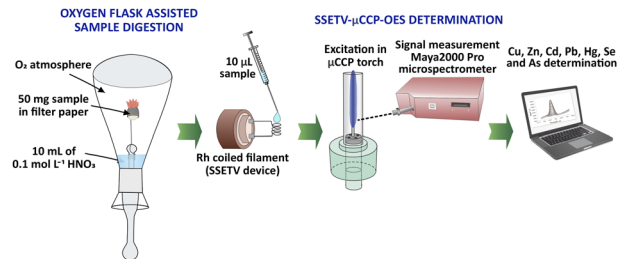 OXYGEN FLASK ASSISTED
SAMPLE DIGESTION
O₂ atmosphere
50 mg sample
in filter paper
10 mL of
0.1 mol L⁻¹ HNO₃
SSETV-μCCP-OES DETERMINATION
10 μL
sample
Rh coiled filament
(SSETV device)
Excitation in
μCCP torch
Signal measurement
Maya2000 Pro
microspectrometer
Cu, Zn, Cd, Pb, Hg, Se
and As determination